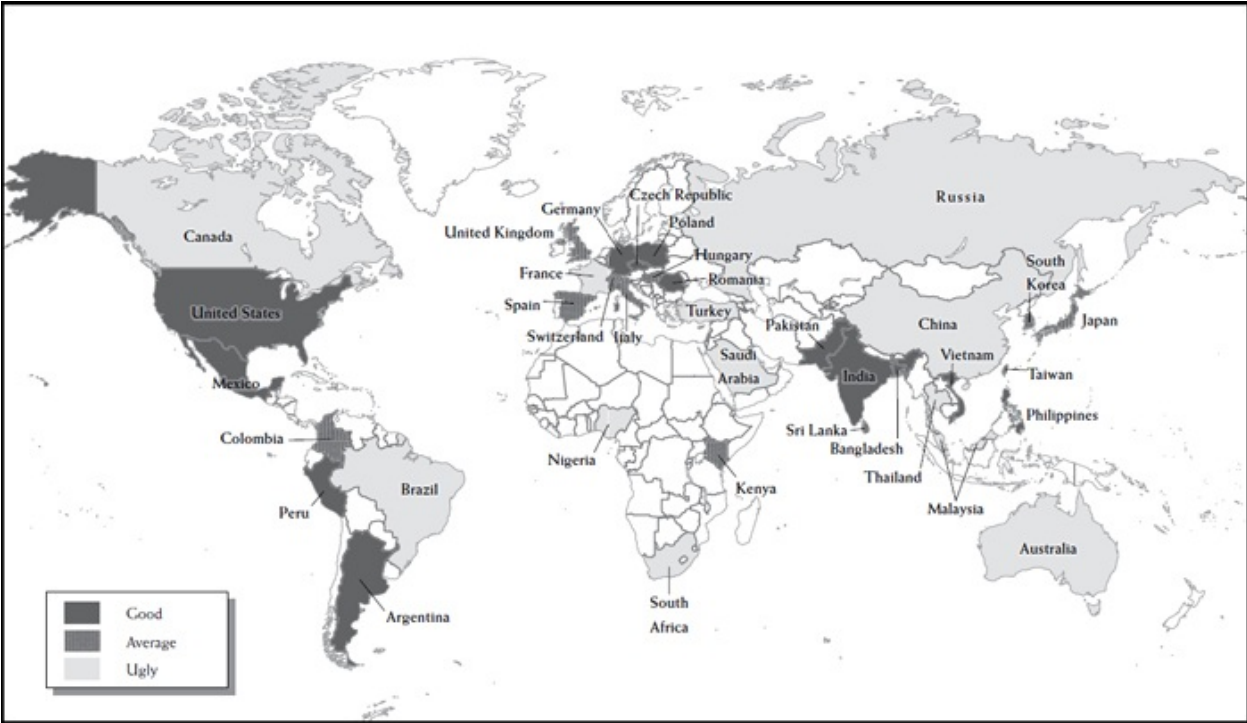 Canada
United States
Mexico
Colombia
Peru
Brazil
Argentina
Germany
Czech Republic
Poland
United Kingdom
Hungary
France
Romania
Spain
Turkey
Switzerland
Italy
Russia
South
Korea
Japan
China
Pakistan
Saudi
Arabia
India
Vietnam
Taiwan
Philippines
Sri Lanka
Bangladesh
Thailand
Malaysia
Nigeria
Kenya
South
Africa
Australia
Good
Average
Ugly